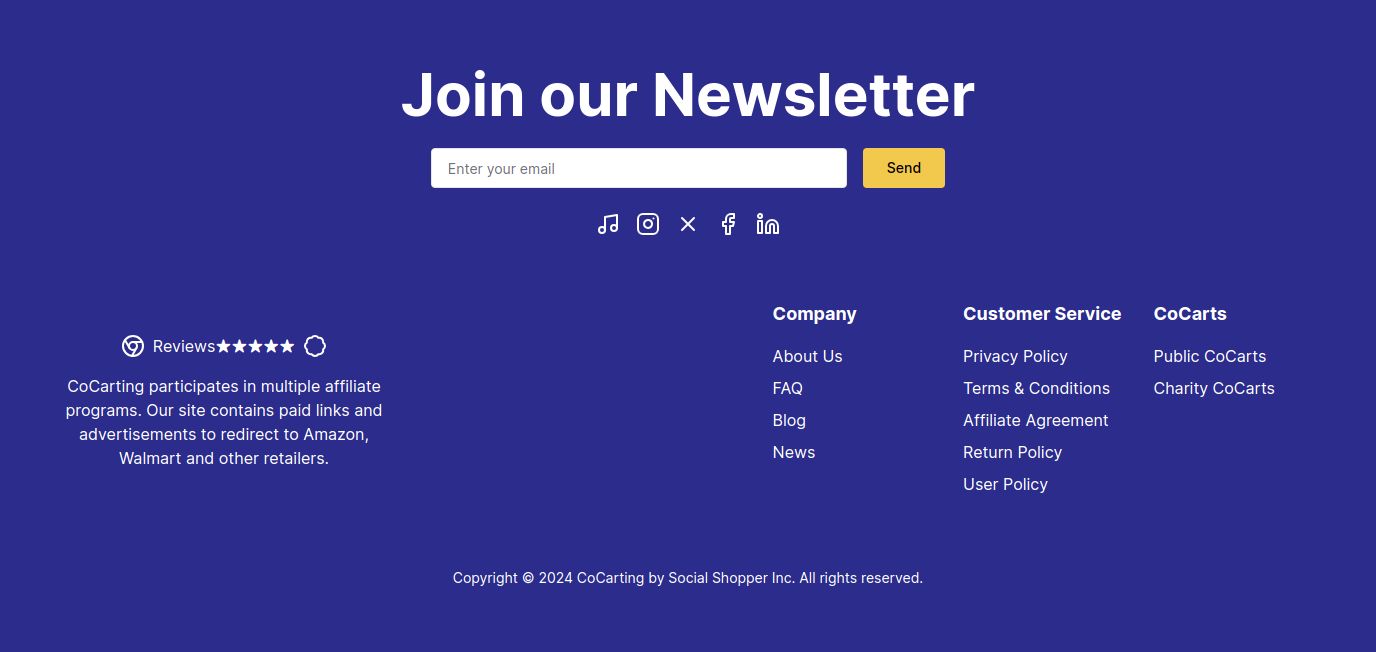 Join our Newsletter
Enter your email
Send
Reviews
CoCarting participates in multiple affiliate
programs. Our site contains paid links and
advertisements to redirect to Amazon,
Walmart and other retailers.
Company
About Us
FAQ
Blog
News
Customer Service
Privacy Policy
Terms & Conditions
Affiliate Agreement
Return Policy
User Policy
CoCarts
Public CoCarts
Charity CoCarts
Copyright © 2024 CoCarting by Social Shopper Inc. All rights reserved.